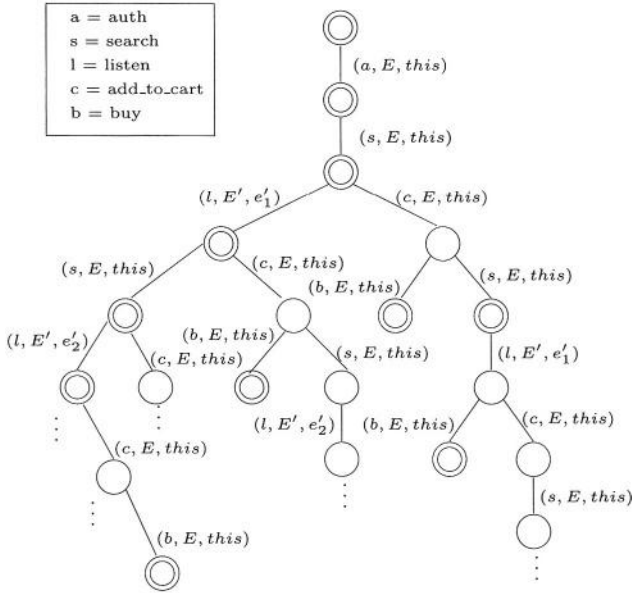 a = auth
s = search
l = listen
c = add_to_cart
b = buy
(a, E, this)
(s, E, this)
(l, E′, e′₁)
(c, E, this)
(s, E, this)
(c, E, this)
(b, E, this)
(s, E, this)
(l, E′, e′₂)
(c, E, this)
(b, E, this)
(s, E, this)
(l, E′, e′₁)
(c, E, this)
(l, E′, e′₂)
(b, E, this)
(c, E, this)
(s, E, this)
(b, E, this)